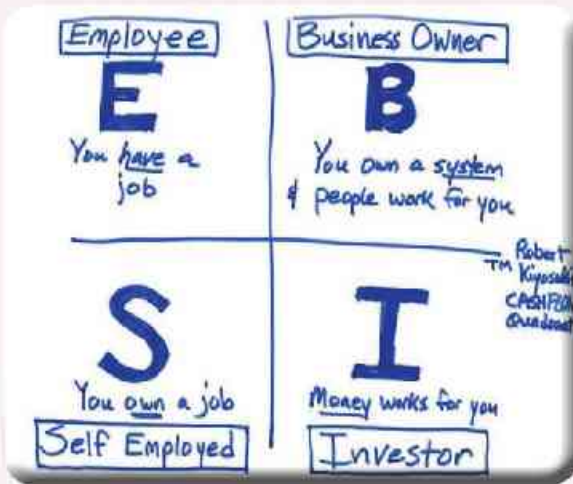 Employee
E
You have a
job
Business Owner
B
You own a system
& people work for you
TM Robert
Kiyosaki
CASHFLOW
Quadrant
S
You own a job
Self Employed
I
Money works for you
Investor